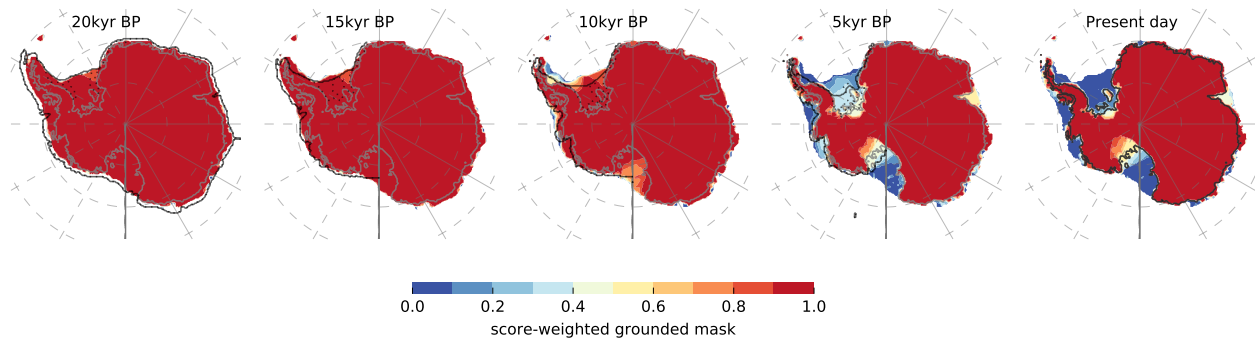 20kyr BP 15kyr BP 10kyr BP 5kyr BP Present day
0.0 0.2 0.4 0.6 0.8 1.0
score-weighted grounded mask